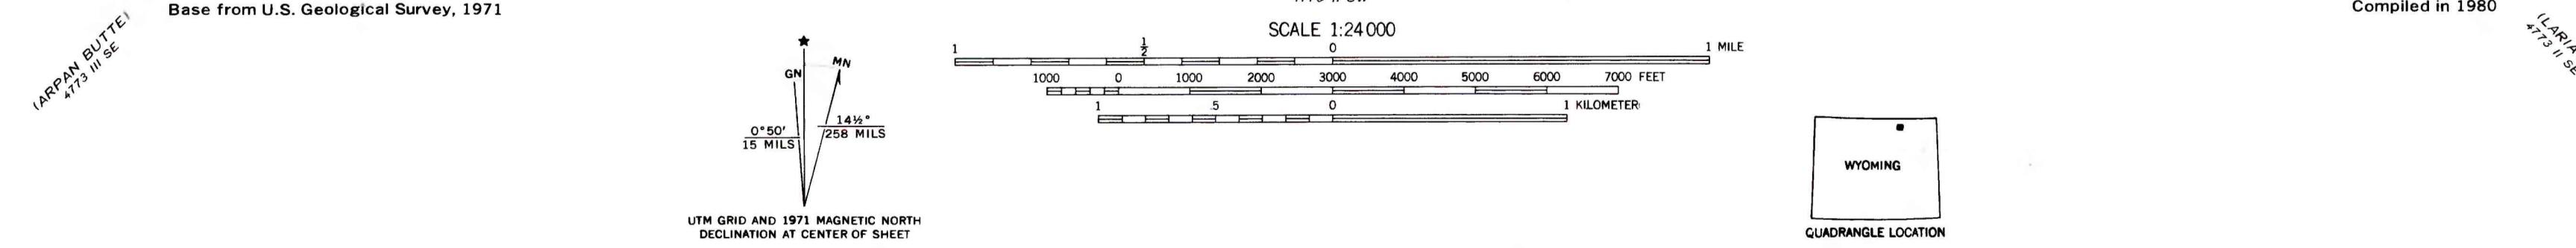 Base from U.S. Geological Survey, 1971
Compiled in 1980
(ARPAN BUTTE)
4773 III SE
4773 II SE
SCALE 1:24 000
1 1/2 0 1 MILE
1000 0 1000 2000 3000 4000 5000 6000 7000 FEET
1 .5 0 1 KILOMETER
★
GN
MN
0°50'
15 MILS
14½°
258 MILS
UTM GRID AND 1971 MAGNETIC NORTH
DECLINATION AT CENTER OF SHEET
WYOMING
QUADRANGLE LOCATION